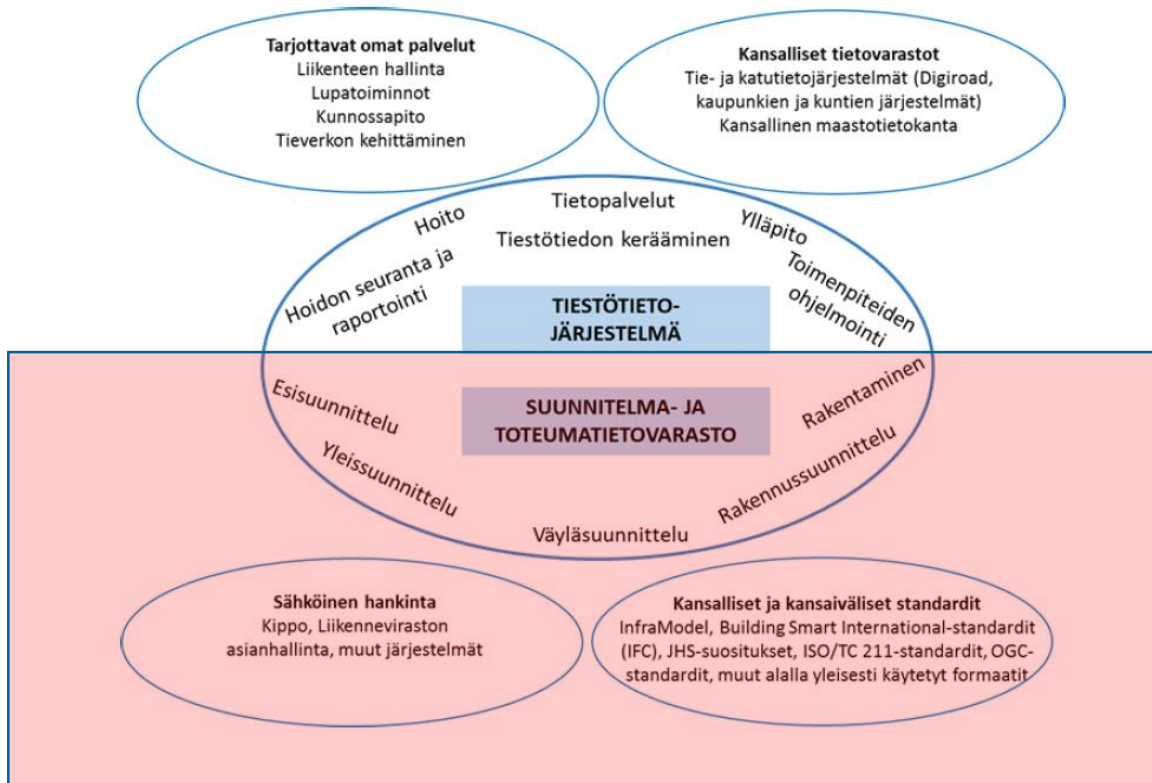 Tarjottavat omat palvelut
Liikenteen hallinta
Lupatoiminnot
Kunnossapito
Tieverkon kehittäminen
Kansalliset tietovarastot
Tie- ja katutietojärjestelmät (Digiroad,
kaupunkien ja kuntien järjestelmät)
Kansallinen maastotietokanta
Tietopalvelut
Tiestötiedon kerääminen
Hoito
Ylläpito
Hoidon seuranta ja
raportointi
Toimenpiteiden
ohjelmointi
TIESTÖTIETO-
JÄRJESTELMÄ
SUUNNITELMA- JA
TOTEUMATIETOVARASTO
Esisuunnittelu
Rakentaminen
Yleissuunnittelu
Rakennussuunnittelu
Väyläsuunnittelu
Sähköinen hankinta
Kippo, Liikenneviraston
asianhallinta, muut järjestelmät
Kansalliset ja kansaiväliset standardit
InfraModel, Building Smart International-standardit
(IFC), JHS-suositukset, ISO/TC 211-standardit, OGC-
standardit, muut alalla yleisesti käytetyt formaatit